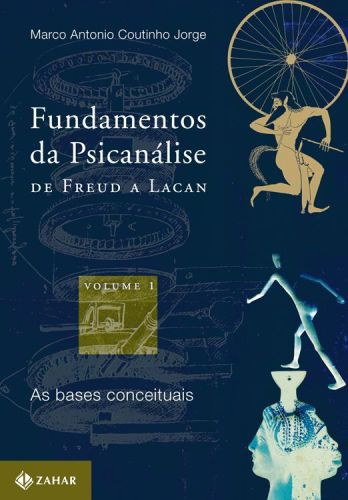 Marco Antonio Coutinho Jorge
Fundamentos
da Psicanálise
DE FREUD A LACAN
VOLUME 1
As bases conceituais
ZAHAR